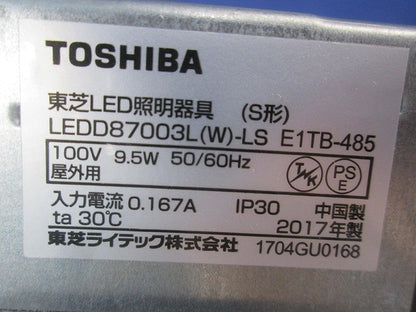 TOSHIBA
東芝LED照明器具 (S形)
LEDD87003L(W)-LS E1TB-485
100V 9.5W 50/60Hz
屋外用
PS
E
入力電流 0.167A IP30 中国製
ta 30℃ 2017年製
東芝ライテック株式会社 1704GU0168